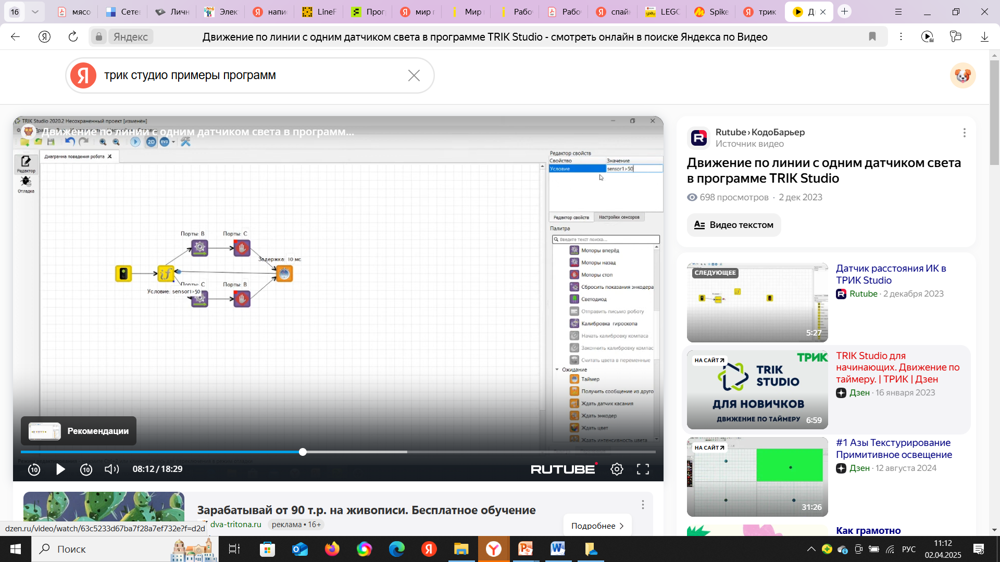 16
мясо
Сетев
Личн
Элек
напис
LineF
Прог
мир г
Мир
Рабо
Рабо
спайк
LEGO
Spike
трик
Д
Яндекс
Движение по линии с одним датчиком света в программе TRIK Studio - смотреть онлайн в поиске Яндекса по Видео
Я
трик студио примеры программ
TRIK Studio 2020.2 Несохраненный проект [изменен]
Движение по линии с одним датчиком света в программ...
2D
EV3
Диаграмма поведения робота X
Редактор
Отладка
Порты: B
Порты: C
Задержка: 10 мс
if
Порты: C
Порты: B
Условие: sensor1>50
Редактор свойств
Свойство Значение
Условие sensor1>50
Редактор свойств Настройки сенсоров
Палитра
Введите текст поиска...
Моторы вперёд
Моторы назад
Моторы стоп
Сбросить показания энкодера
Светодиод
Отправить письмо роботу
Калибровка гироскопа
Начать калибровку компаса
Закончить калибровку компас
Считать цвета в переменные
Ожидание
Таймер
Получить сообщение из друго
Ждать датчик касания
Ждать энкодер
Ждать цвет
Ждать интенсивность цвета
Рекомендации
10
10
08:12 / 18:29
RUTUBE
Rutube › КодоБарьер
Источник видео
Движение по линии с одним датчиком света
в программе TRIK Studio
698 просмотров · 2 дек 2023
Видео текстом
СЛЕДУЮЩЕЕ
5:27
Датчик расстояния ИК в
ТРИК Studio
Rutube · 2 декабря 2023
НА САЙТ
ТРИК
TRIK
STUDIO
ДЛЯ НОВИЧКОВ
ДВИЖЕНИЕ ПО ТАЙМЕРУ
6:59
TRIK Studio для
начинающих. Движение по
таймеру. | ТРИК | Дзен
Дзен · 16 января 2023
НА САЙТ
31:26
#1 Азы Текстурирование
Примитивное освещение
Дзен · 12 августа 2024
Как грамотно
Зарабатывай от 90 т.р. на живописи. Бесплатное обучение
dva-tritona.ru
реклама • 16+
Подробнее
dzen.ru/video/watch/63c5233d67ba7f28a7ef732e?f=d2d
Поиск
РУС
11:12
02.04.2025